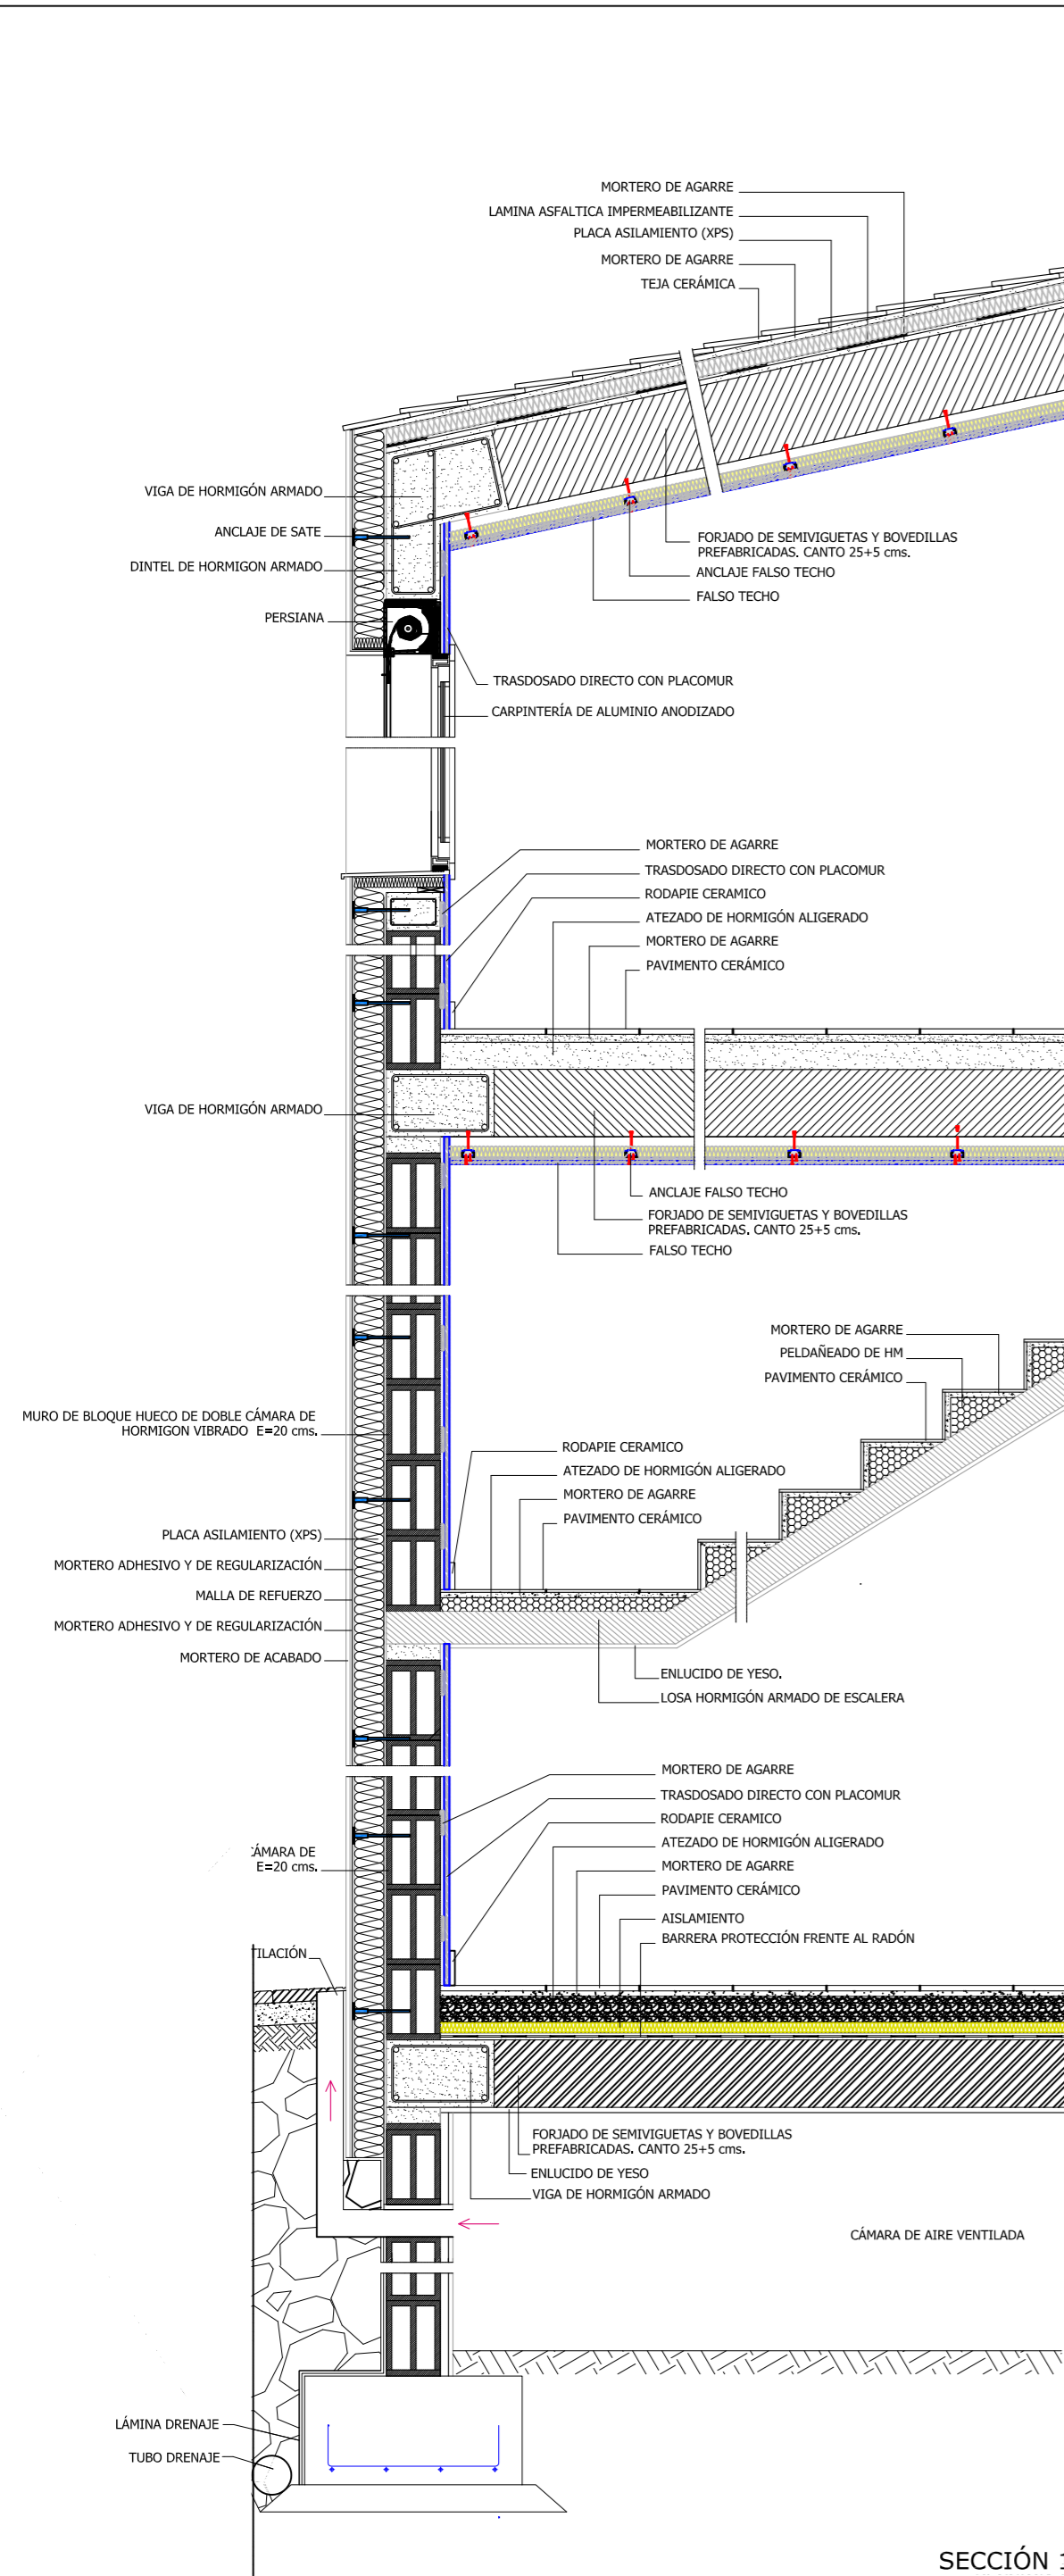 MORTERO DE AGARRE
LAMINA ASFALTICA IMPERMEABILIZANTE
PLACA ASILAMIENTO (XPS)
MORTERO DE AGARRE
TEJA CERÁMICA
VIGA DE HORMIGÓN ARMADO
ANCLAJE DE SATE
DINTEL DE HORMIGON ARMADO
PERSIANA
FORJADO DE SEMIVIGUETAS Y BOVEDILLAS
PREFABRICADAS. CANTO 25+5 cms.
ANCLAJE FALSO TECHO
FALSO TECHO
TRASDOSADO DIRECTO CON PLACOMUR
CARPINTERÍA DE ALUMINIO ANODIZADO
MORTERO DE AGARRE
TRASDOSADO DIRECTO CON PLACOMUR
RODAPIE CERAMICO
ATEZADO DE HORMIGÓN ALIGERADO
MORTERO DE AGARRE
PAVIMENTO CERÁMICO
VIGA DE HORMIGÓN ARMADO
ANCLAJE FALSO TECHO
FORJADO DE SEMIVIGUETAS Y BOVEDILLAS
PREFABRICADAS. CANTO 25+5 cms.
FALSO TECHO
MORTERO DE AGARRE
PELDAÑEADO DE HM
PAVIMENTO CERÁMICO
MURO DE BLOQUE HUECO DE DOBLE CÁMARA DE
HORMIGON VIBRADO E=20 cms.
RODAPIE CERAMICO
ATEZADO DE HORMIGÓN ALIGERADO
MORTERO DE AGARRE
PAVIMENTO CERÁMICO
PLACA ASILAMIENTO (XPS)
MORTERO ADHESIVO Y DE REGULARIZACIÓN
MALLA DE REFUERZO
MORTERO ADHESIVO Y DE REGULARIZACIÓN
MORTERO DE ACABADO
ENLUCIDO DE YESO.
LOSA HORMIGÓN ARMADO DE ESCALERA
MORTERO DE AGARRE
TRASDOSADO DIRECTO CON PLACOMUR
RODAPIE CERAMICO
ATEZADO DE HORMIGÓN ALIGERADO
MORTERO DE AGARRE
PAVIMENTO CERÁMICO
AISLAMIENTO
BARRERA PROTECCIÓN FRENTE AL RADÓN
CÁMARA DE
E=20 cms.
TILACIÓN
FORJADO DE SEMIVIGUETAS Y BOVEDILLAS
PREFABRICADAS. CANTO 25+5 cms.
ENLUCIDO DE YESO
VIGA DE HORMIGÓN ARMADO
CÁMARA DE AIRE VENTILADA
LÁMINA DRENAJE
TUBO DRENAJE
SECCIÓN